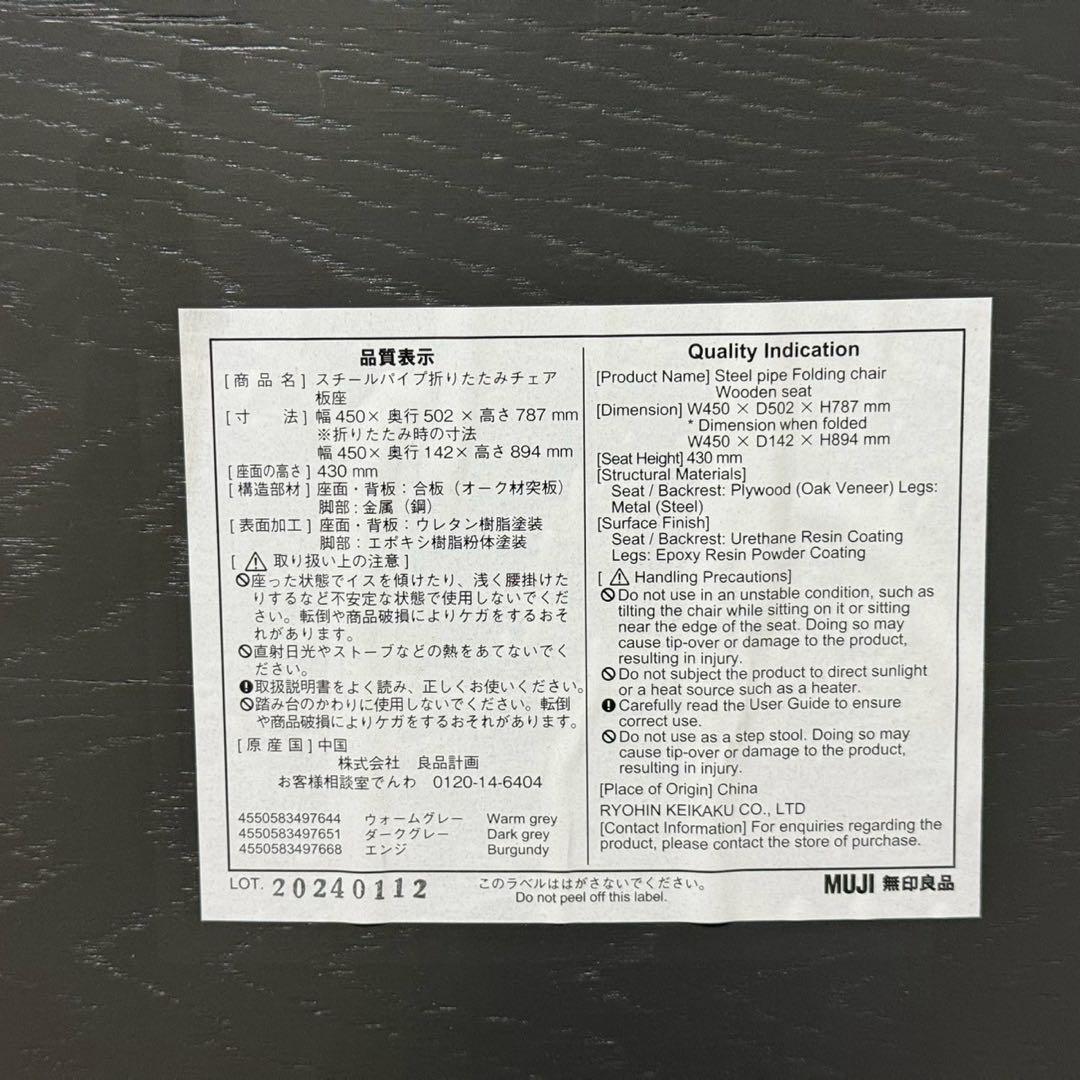 品質表示
[商品名] スチールパイプ折りたたみチェア
板座
[寸　法] 幅 450× 奥行 502 × 高さ 787 mm
※折りたたみ時の寸法
幅 450× 奥行 142× 高さ 894 mm
[座面の高さ] 430 mm
[構造部材] 座面・背板：合板（オーク材突板）
脚部：金属（鋼）
[表面加工] 座面・背板：ウレタン樹脂塗装
脚部：エポキシ樹脂粉体塗装
[ ⚠ 取り扱い上の注意 ]
座った状態でイスを傾けたり、浅く腰掛けた
りするなど不安定な状態で使用しないでくだ
さい。転倒や商品破損によりケガをするおそ
れがあります。
直射日光やストーブなどの熱をあてないでく
ださい。
取扱説明書をよく読み、正しくお使いください。
踏み台のかわりに使用しないでください。転倒
や商品破損によりケガをするおそれがあります。
[原産国] 中国
株式会社　良品計画
お客様相談室でんわ　0120-14-6404
4550583497644 ウォームグレー Warm grey
4550583497651 ダークグレー Dark grey
4550583497668 エンジ Burgundy
Quality Indication
[Product Name] Steel pipe Folding chair
Wooden seat
[Dimension] W450 × D502 × H787 mm
* Dimension when folded
W450 × D142 × H894 mm
[Seat Height] 430 mm
[Structural Materials]
Seat / Backrest: Plywood (Oak Veneer) Legs:
Metal (Steel)
[Surface Finish]
Seat / Backrest: Urethane Resin Coating
Legs: Epoxy Resin Powder Coating
[ ⚠ Handling Precautions]
Do not use in an unstable condition, such as
tilting the chair while sitting on it or sitting
near the edge of the seat. Doing so may
cause tip-over or damage to the product,
resulting in injury.
Do not subject the product to direct sunlight
or a heat source such as a heater.
Carefully read the User Guide to ensure
correct use.
Do not use as a step stool. Doing so may
cause tip-over or damage to the product,
resulting in injury.
[Place of Origin] China
RYOHIN KEIKAKU CO., LTD
[Contact Information] For enquiries regarding the
product, please contact the store of purchase.
LOT. 20240112
このラベルははがさないでください。
Do not peel off this label.
MUJI 無印良品